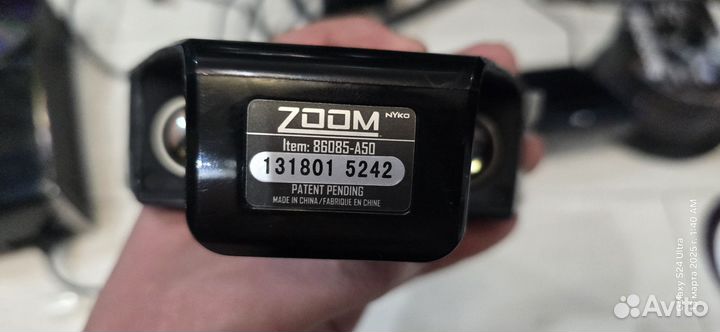 ZOOM NYKO
Item: 86085-A50
131801 5242
PATENT PENDING
MADE IN CHINA/FABRIQUE EN CHINE
Galaxy S24 Ultra
марта 2025 г. 1:40 AM
Avito